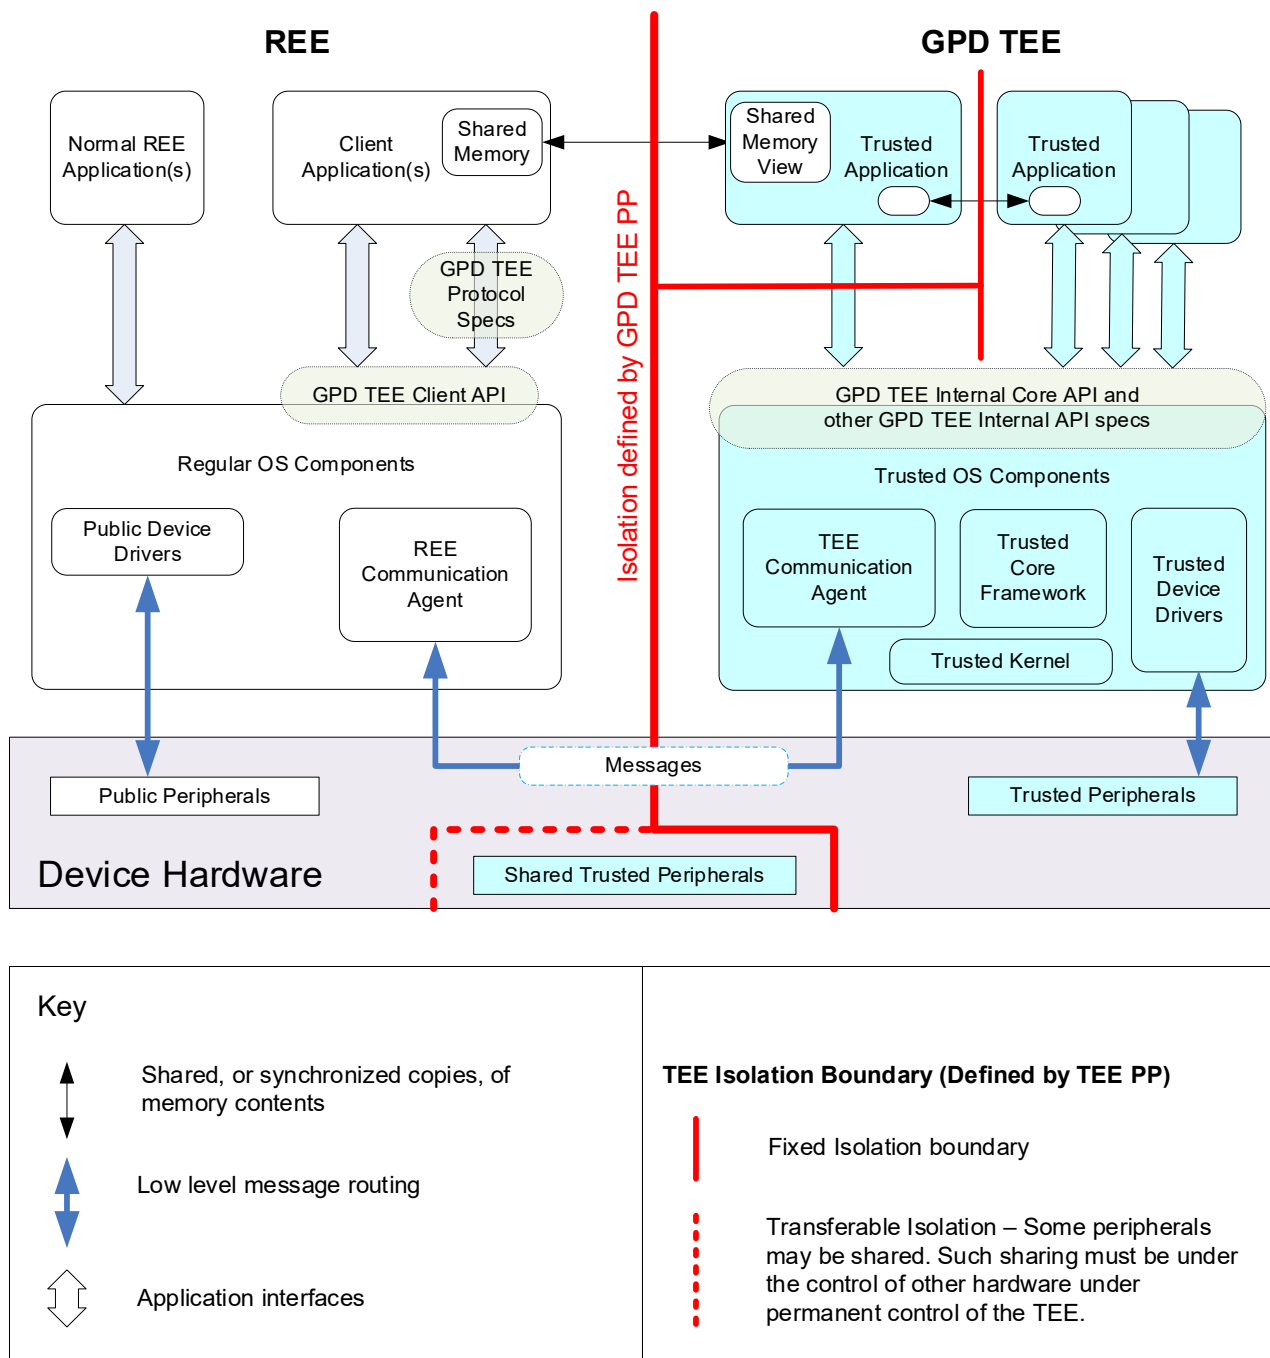 REE
GPD TEE
Normal REE
Application(s)
Client
Application(s)
Shared
Memory
Shared
Memory
View
Trusted
Application
Trusted
Application
GPD TEE
Protocol
Specs
GPD TEE Client API
Isolation defined by GPD TEE PP
GPD TEE Internal Core API and
other GPD TEE Internal API specs
Regular OS Components
Trusted OS Components
Public Device
Drivers
REE
Communication
Agent
TEE
Communication
Agent
Trusted
Core
Framework
Trusted
Device
Drivers
Trusted Kernel
Messages
Public Peripherals
Trusted Peripherals
Device Hardware
Shared Trusted Peripherals
Key
Shared, or synchronized copies, of
memory contents
Low level message routing
Application interfaces
TEE Isolation Boundary (Defined by TEE PP)
Fixed Isolation boundary
Transferable Isolation – Some peripherals
may be shared. Such sharing must be under
the control of other hardware under
permanent control of the TEE.